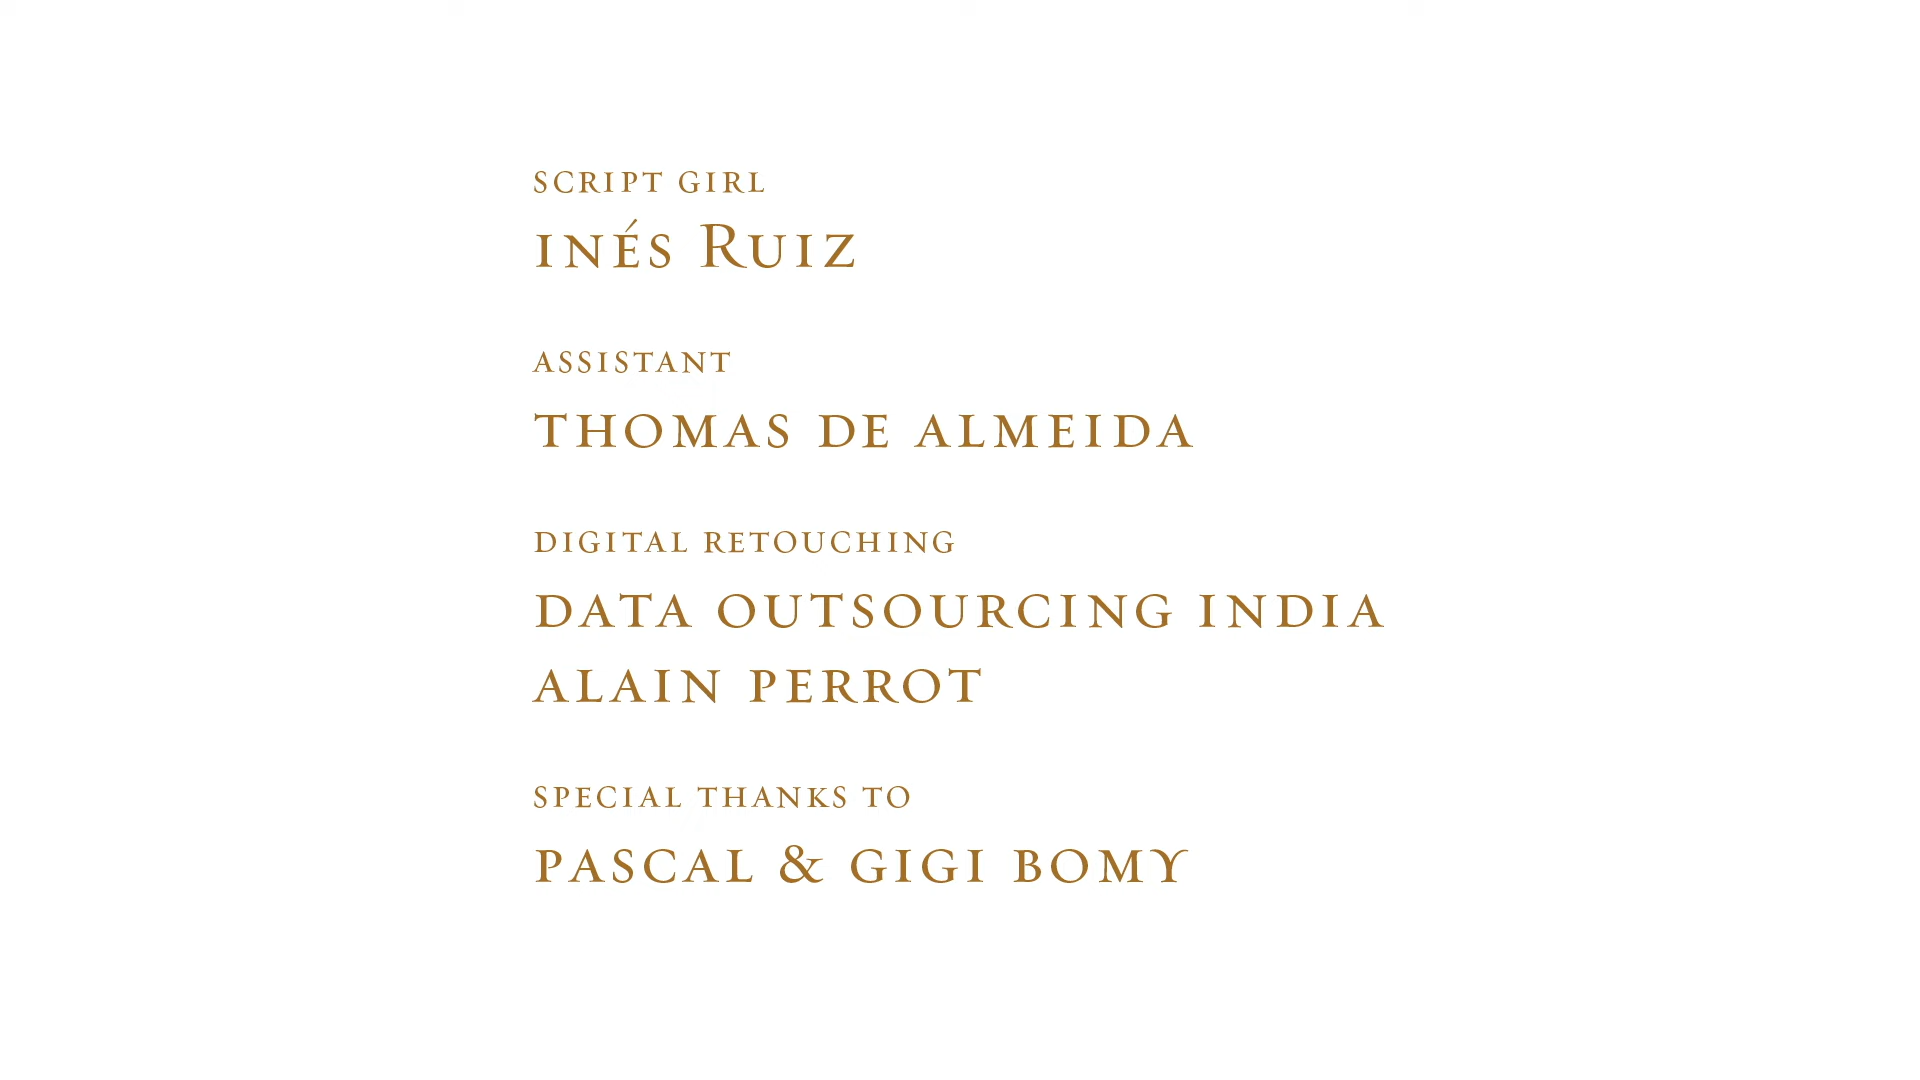 SCRIPT GIRL
INÉS RUIZ
ASSISTANT
THOMAS DE ALMEIDA
DIGITAL RETOUCHING
DATA OUTSOURCING INDIA
ALAIN PERROT
SPECIAL THANKS TO
PASCAL & GIGI BOMY